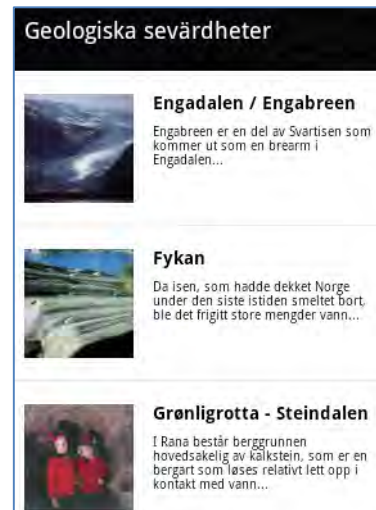 Geologiska sevärdheter
Engadalen / Engabreen
Engabreen er en del av Svartisen som
kommer ut som en brearm i
Engadalen...
Fykan
Da isen, som hadde dekket Norge
under den siste istiden smeltet bort,
ble det frigitt store mengder vann...
Grønligrotta - Steindalen
I Rana består berggrunnen
hovedsakelig av kalkstein, som er en
bergart som løses relativt lett opp i
kontakt med vann...